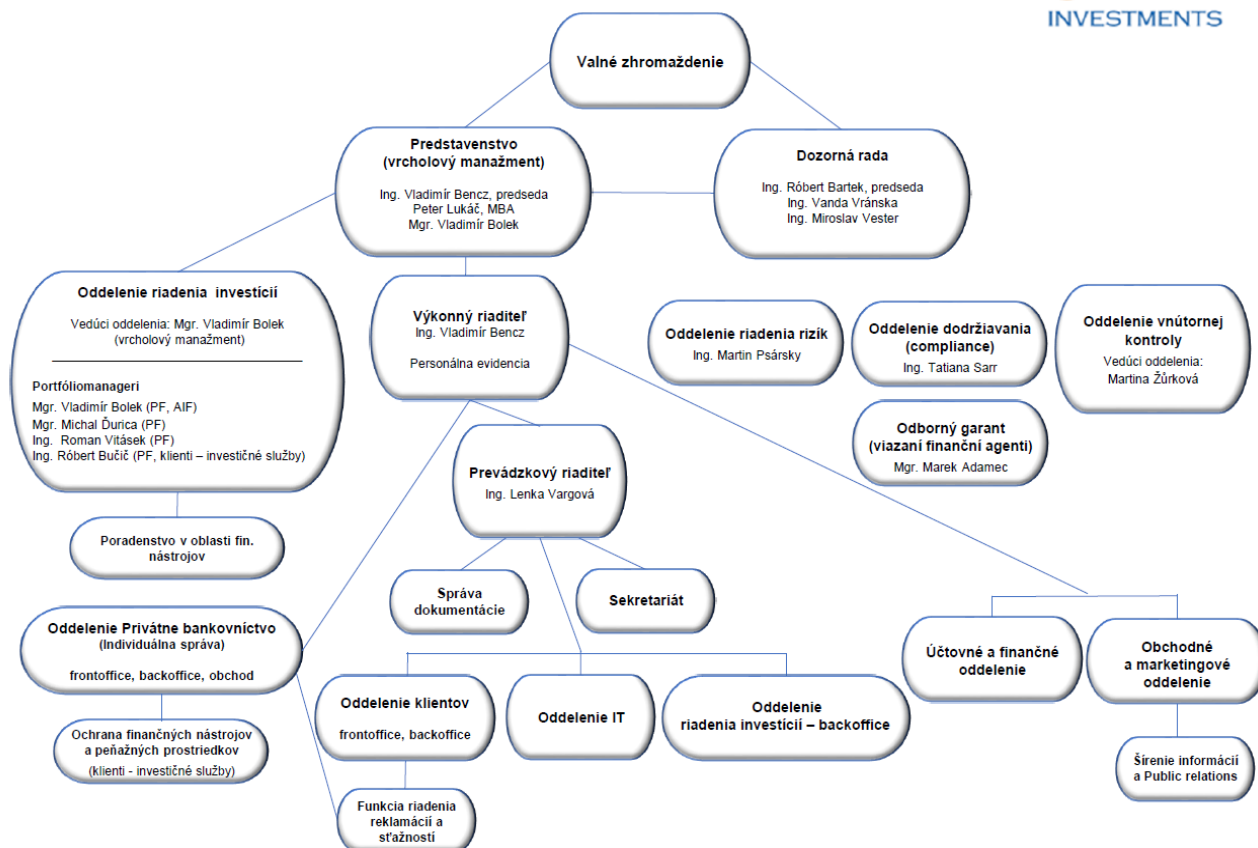 INVESTMENTS
Valné zhromaždenie
Predstavenstvo
(vrcholový manažment)
Ing. Vladimír Bencz, predseda
Peter Lukáč, MBA
Mgr. Vladimír Bolek
Dozorná rada
Ing. Róbert Bartek, predseda
Ing. Vanda Vránska
Ing. Miroslav Vester
Oddelenie riadenia investícií
Vedúci oddelenia: Mgr. Vladimír Bolek
(vrcholový manažment)
Portfóliomanageri
Mgr. Vladimír Bolek (PF, AIF)
Mgr. Michal Ďurica (PF)
Ing. Roman Vitásek (PF)
Ing. Róbert Bučič (PF, klienti – investičné služby)
Výkonný riaditeľ
Ing. Vladimír Bencz
Personálna evidencia
Oddelenie riadenia rizík
Ing. Martin Psársky
Oddelenie dodržiavania
(compliance)
Ing. Tatiana Sarr
Oddelenie vnútornej
kontroly
Vedúci oddelenia:
Martina Žůrková
Odborný garant
(viazaní finanční agenti)
Mgr. Marek Adamec
Prevádzkový riaditeľ
Ing. Lenka Vargová
Poradenstvo v oblasti fin.
nástrojov
Správa
dokumentácie
Sekretariát
Oddelenie Privátne bankovníctvo
(Individuálna správa)
frontoffice, backoffice, obchod
Účtovné a finančné
oddelenie
Obchodné
a marketingové
oddelenie
Oddelenie klientov
frontoffice, backoffice
Oddelenie IT
Oddelenie
riadenia investícií – backoffice
Ochrana finančných nástrojov
a peňažných prostriedkov
(klienti - investičné služby)
Šírenie informácií
a Public relations
Funkcia riadenia
reklamácií a
sťažností